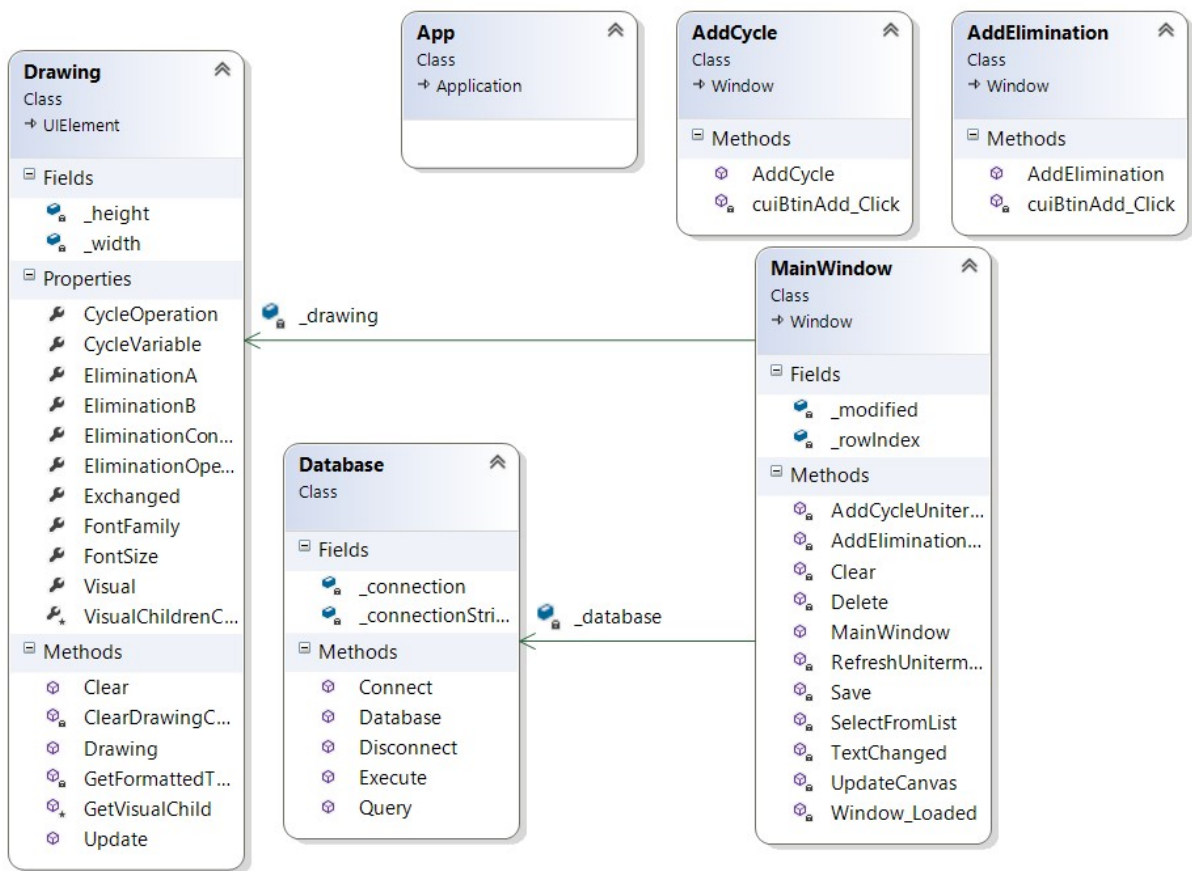 Drawing
Class
UIElement
Fields
_height
_width
Properties
CycleOperation
CycleVariable
EliminationA
EliminationB
EliminationCon...
EliminationOpe...
Exchanged
FontFamily
FontSize
Visual
VisualChildrenC...
Methods
Clear
ClearDrawingC...
Drawing
GetFormattedT...
GetVisualChild
Update
App
Class
Application
AddCycle
Class
Window
Methods
AddCycle
cuiBtinAdd_Click
AddElimination
Class
Window
Methods
AddElimination
cuiBtinAdd_Click
_drawing
Database
Class
Fields
_connection
_connectionStri...
Methods
Connect
Database
Disconnect
Execute
Query
_database
MainWindow
Class
Window
Fields
_modified
_rowIndex
Methods
AddCycleUniter...
AddElimination...
Clear
Delete
MainWindow
RefreshUniterm...
Save
SelectFromList
TextChanged
UpdateCanvas
Window_Loaded